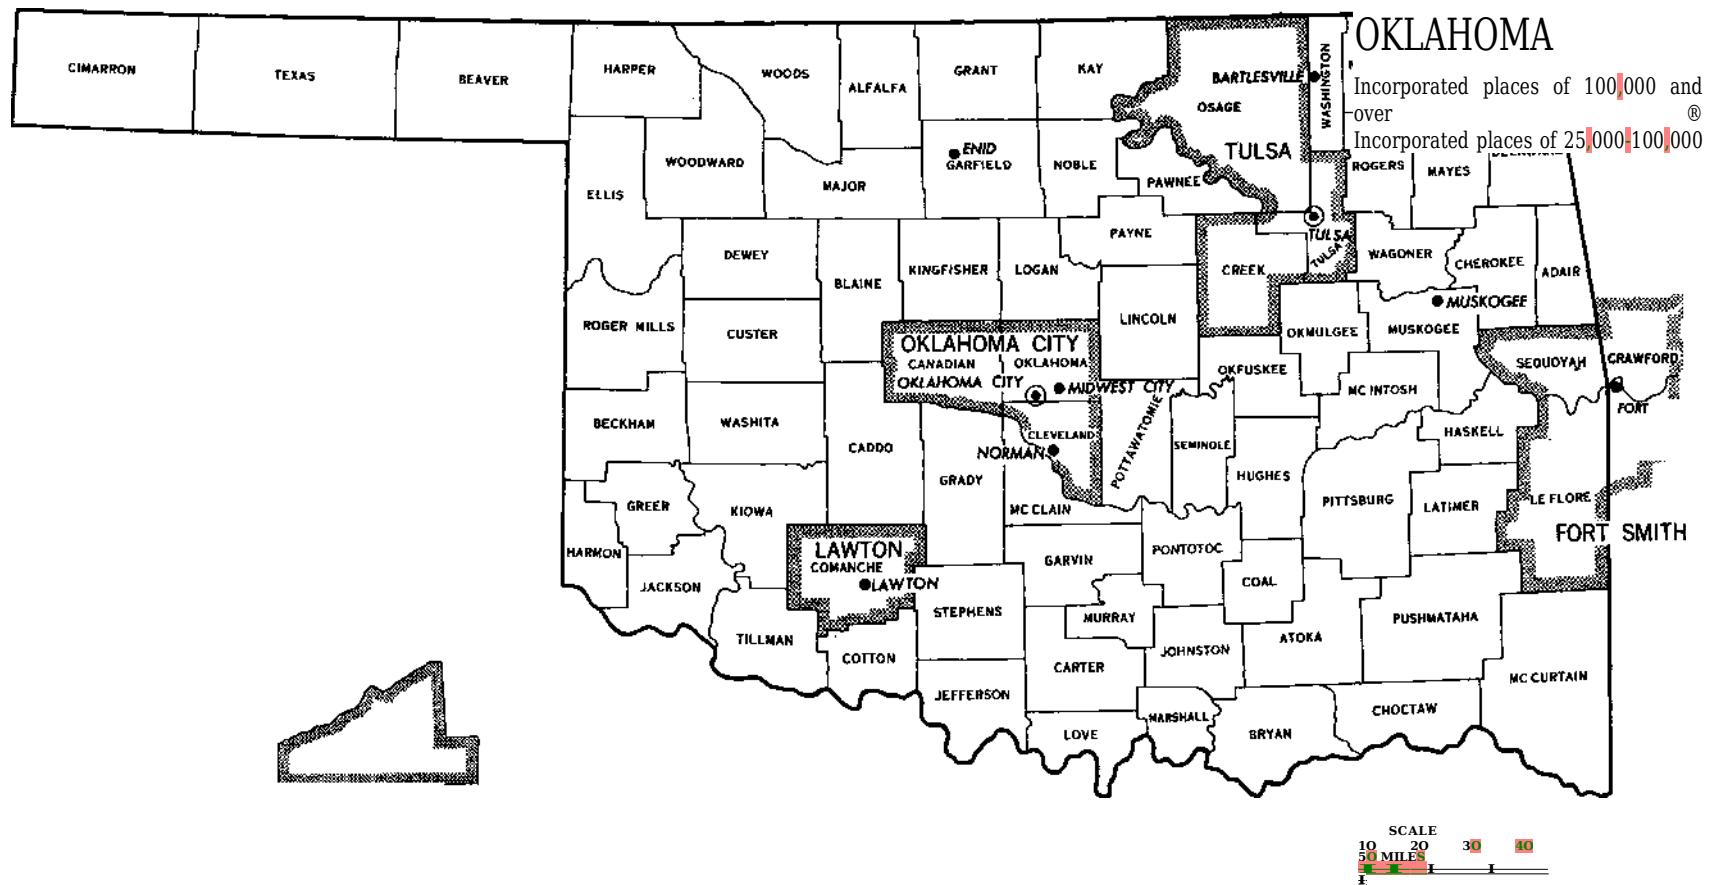 OKLAHOMA
Incorporated places of 100,000 and
over ®
Incorporated places of 25,000-100,000
CIMARRON
TEXAS
BEAVER
HARPER
WOODS
ALFALFA
GRANT
KAY
BARTLESVILLE
WASHINGTON
OSAGE
WOODWARD
ENID
GARFIELD
NOBLE
TULSA
PAWNEE
ROGERS
MAYES
ELLIS
MAJOR
DEWEY
BLAINE
KINGFISHER
LOGAN
PAYNE
CREEK
TULSA
TULSA
WAGONER
CHEROKEE
ADAIR
ROGER MILLS
CUSTER
LINCOLN
OKMULGEE
MUSKOGEE
MUSKOGEE
OKLAHOMA CITY
CANADIAN
OKLAHOMA
OKLAHOMA CITY
MIDWEST CITY
OKFUSKEE
MC INTOSH
SEQUOYAH
CRAWFORD
FORT
BECKHAM
WASHITA
CADDO
CLEVELAND
NORMAN
POTTAWATOMIE
SEMINOLE
HASKELL
HUGHES
GRADY
GREER
KIOWA
MC CLAIN
PITTSBURG
LATIMER
LE FLORE
FORT SMITH
HARMON
LAWTON
COMANCHE
LAWTON
GARVIN
PONTOTOC
COAL
JACKSON
STEPHENS
MURRAY
PUSHMATAHA
TILLMAN
COTTON
CARTER
JOHNSTON
ATOKA
MC CURTAIN
JEFFERSON
LOVE
MARSHALL
BRYAN
CHOCTAW
SCALE
10 20 30 40
50 MILES